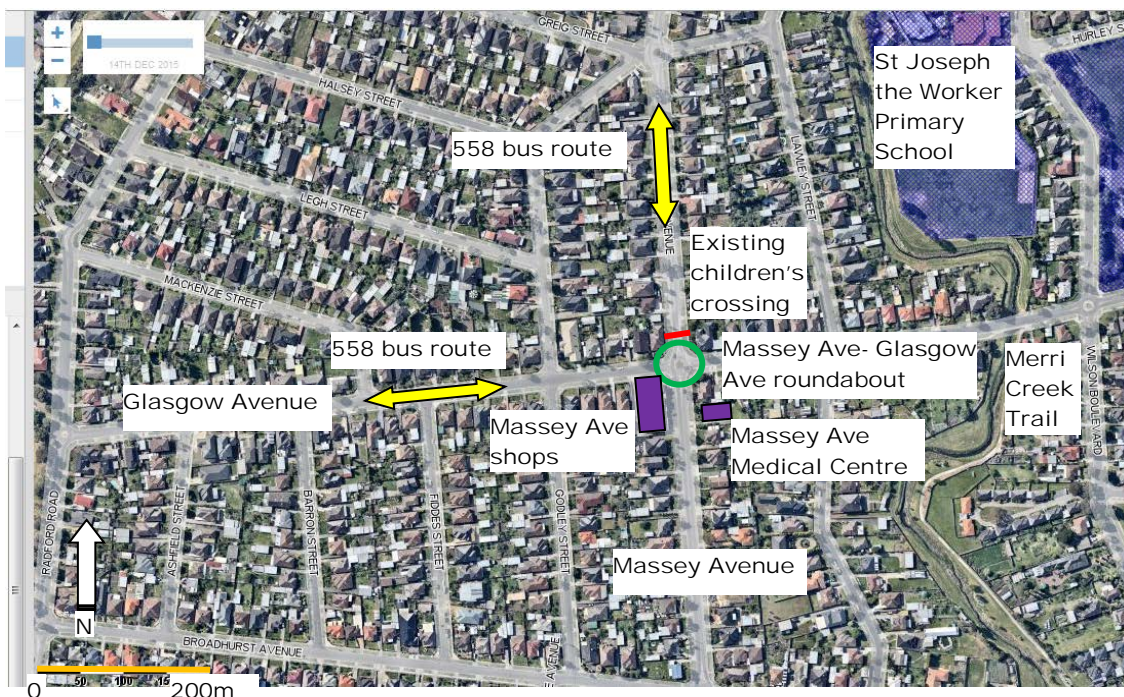 GREIG STREET
14TH DEC 2015
HURLEY S
St Joseph
the Worker
Primary
School
HALSEY STREET
558 bus route
LAWLEY STREET
LEGH STREET
ENUE
Existing
children's
crossing
MACKENZIE STREET
558 bus route
Massey Ave- Glasgow
Ave roundabout
Merri
Creek
Trail
Glasgow Avenue
Massey Ave
shops
Massey Ave
Medical Centre
WILSON BOULEVARD
RADFORD ROAD
ASHFIELD STREET
BARRON STREET
FIDDES STREET
GODLEY STREET
Massey Avenue
N
BROADHURST AVENUE
E AVENUE
50 100 15
0 200m